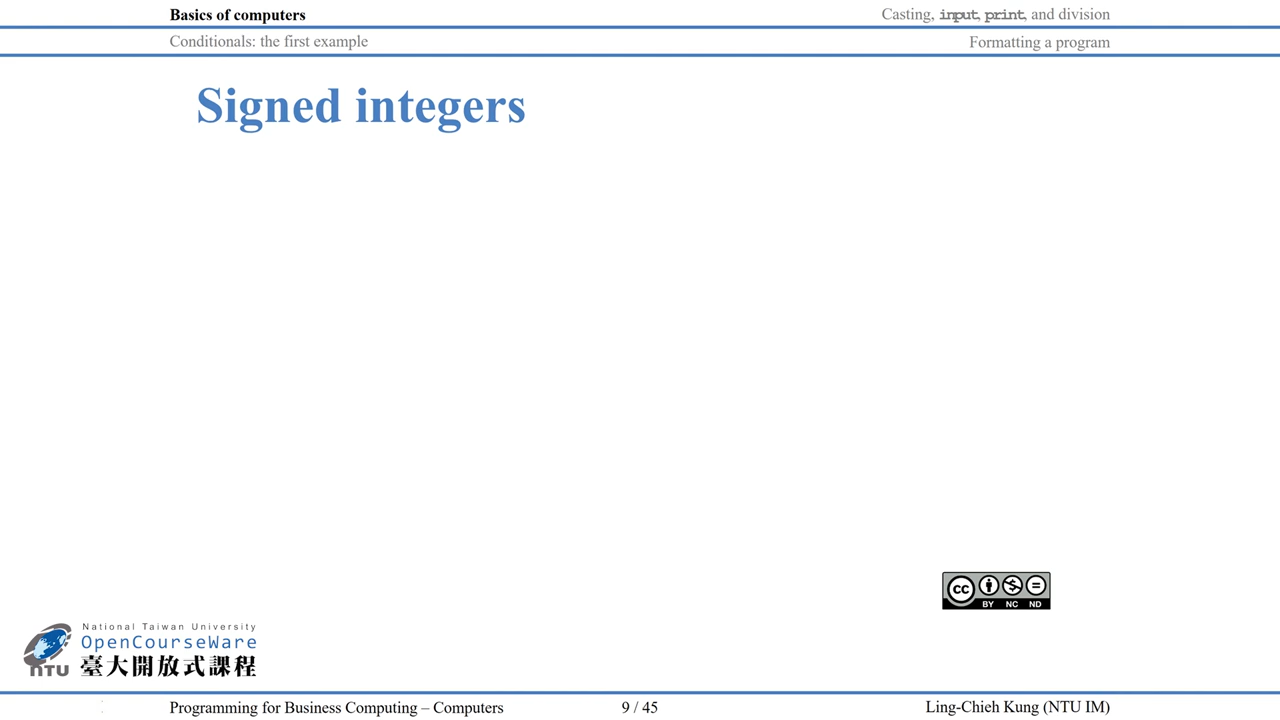 Basics of computers
Casting, input, print, and division
Conditionals: the first example
Formatting a program
Signed integers
CC BY NC ND
National Taiwan University
OpenCourseWare
NTU 臺大開放式課程
Programming for Business Computing – Computers
9 / 45
Ling-Chieh Kung (NTU IM)